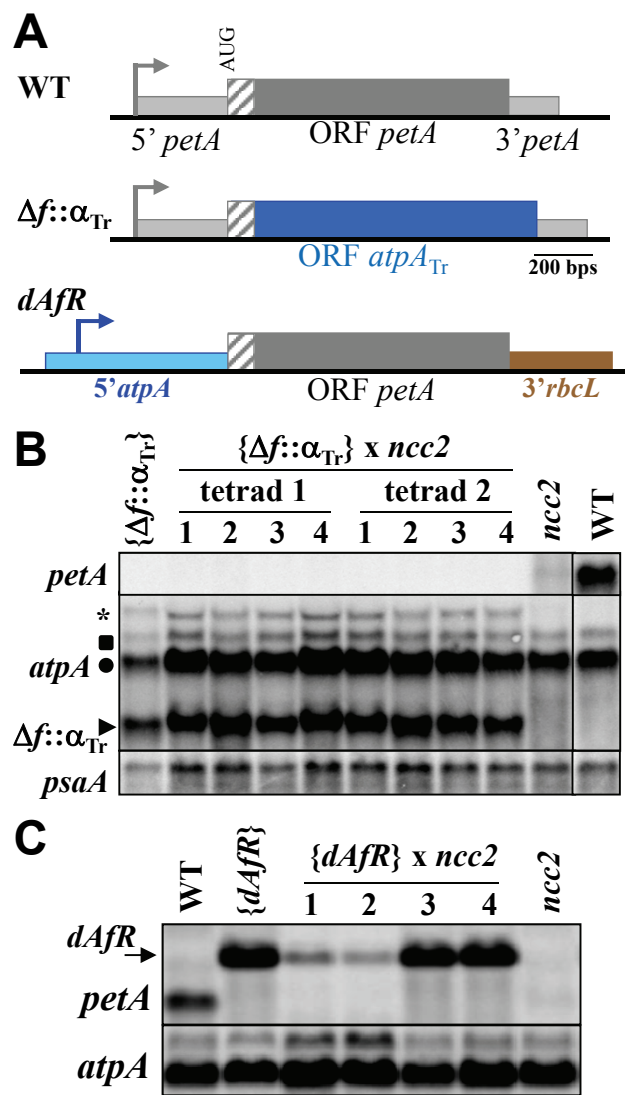 A
WT
AUG
5' petA
ORF petA
3'petA
Δf::αTr
ORF atpATr
200 bps
dAfR
5'atpA
ORF petA
3'rbcL
B
{Δf::αTr}
{Δf::αTr} x ncc2
ncc2
WT
tetrad 1 tetrad 2
1 2 3 4 1 2 3 4
petA
*
atpA
Δf::αTr
psaA
C
WT
{dAfR}
{dAfR} x ncc2
ncc2
1 2 3 4
dAfR
petA
atpA